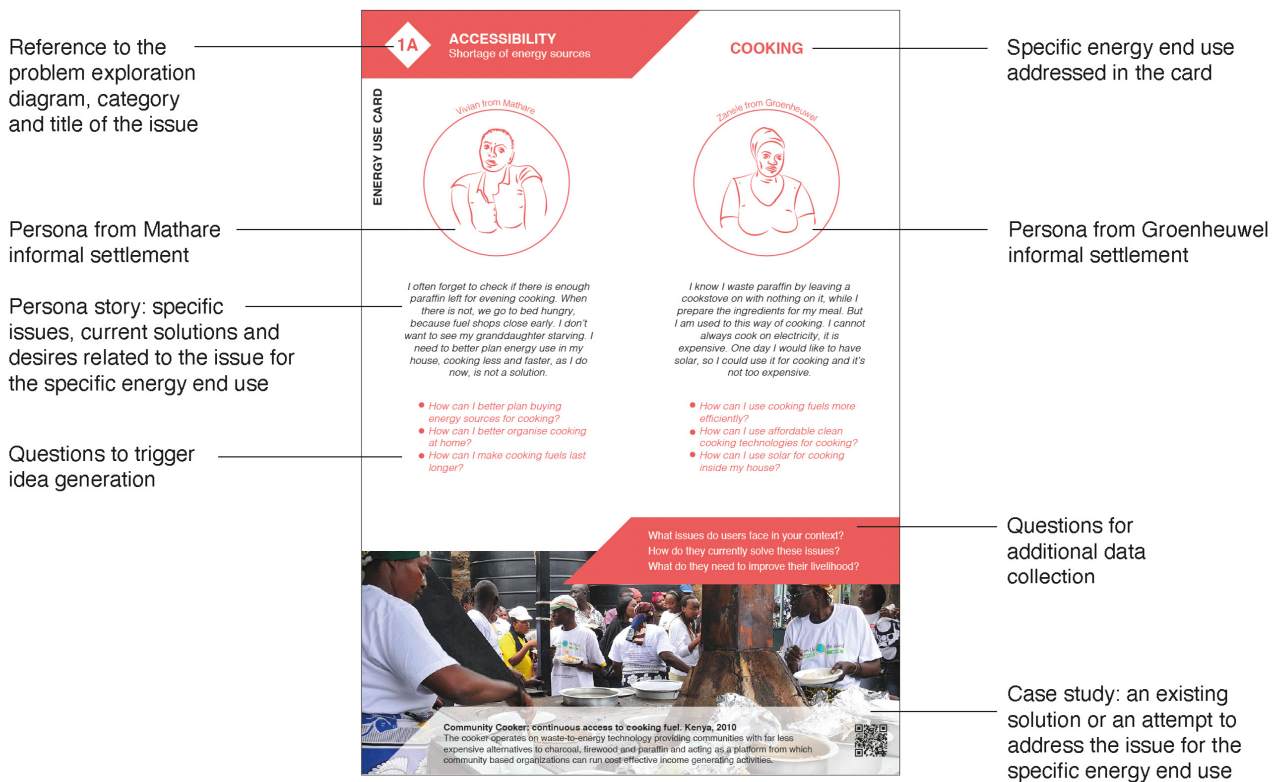 Reference to the
problem exploration
diagram, category
and title of the issue
1A
ACCESSIBILITY
Shortage of energy sources
COOKING
Specific energy end use
addressed in the card
ENERGY USE CARD
Vivian from Mathare
Zanele from Groenheuwel
Persona from Mathare
informal settlement
Persona from Groenheuwel
informal settlement
Persona story: specific
issues, current solutions and
desires related to the issue for
the specific energy end use
I often forget to check if there is enough
paraffin left for evening cooking. When
there is not, we go to bed hungry,
because fuel shops close early. I don't
want to see my granddaughter starving. I
need to better plan energy use in my
house, cooking less and faster, as I do
now, is not a solution.
I know I waste paraffin by leaving a
cookstove on with nothing on it, while I
prepare the ingredients for my meal. But
I am used to this way of cooking. I cannot
always cook on electricity, it is
expensive. One day I would like to have
solar, so I could use it for cooking and it's
not too expensive.
Questions to trigger
idea generation
• How can I better plan buying
energy sources for cooking?
• How can I better organise cooking
at home?
• How can I make cooking fuels last
longer?
• How can I use cooking fuels more
efficiently?
• How can I use affordable clean
cooking technologies for cooking?
• How can I use solar for cooking
inside my house?
What issues do users face in your context?
How do they currently solve these issues?
What do they need to improve their livelihood?
Questions for
additional data
collection
Community Cooker: continuous access to cooking fuel. Kenya, 2010
The cooker operates on waste-to-energy technology providing communities with far less
expensive alternatives to charcoal, firewood and paraffin and acting as a platform from which
community based organizations can run cost effective income generating activities.
Case study: an existing
solution or an attempt to
address the issue for the
specific energy end use